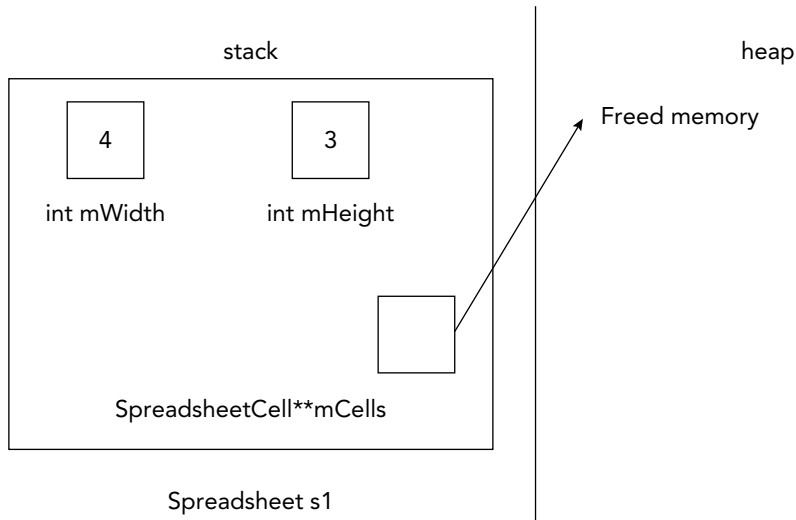 stack
heap
4
3
Freed memory
int mWidth
int mHeight
SpreadsheetCell**mCells
Spreadsheet s1